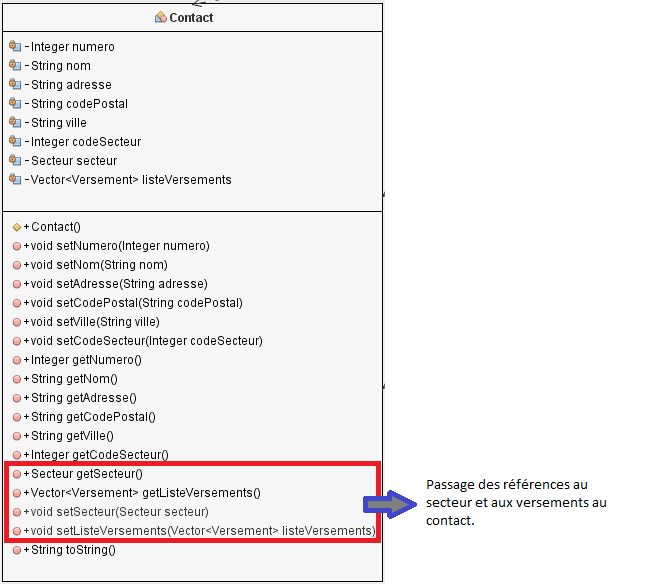 Contact
- Integer numero
- String nom
- String adresse
- String codePostal
- String ville
- Integer codeSecteur
- Secteur secteur
- Vector<Versement> listeVersements
+ Contact()
+ void setNumero(Integer numero)
+ void setNom(String nom)
+ void setAdresse(String adresse)
+ void setCodePostal(String codePostal)
+ void setVille(String ville)
+ void setCodeSecteur(Integer codeSecteur)
+ Integer getNumero()
+ String getNom()
+ String getAdresse()
+ String getCodePostal()
+ String getVille()
+ Integer getCodeSecteur()
+ Secteur getSecteur()
+ Vector<Versement> getListeVersements()
+ void setSecteur(Secteur secteur)
+ void setListeVersements(Vector<Versement> listeVersements)
+ String toString()
Passage des références au
secteur et aux versements au
contact.